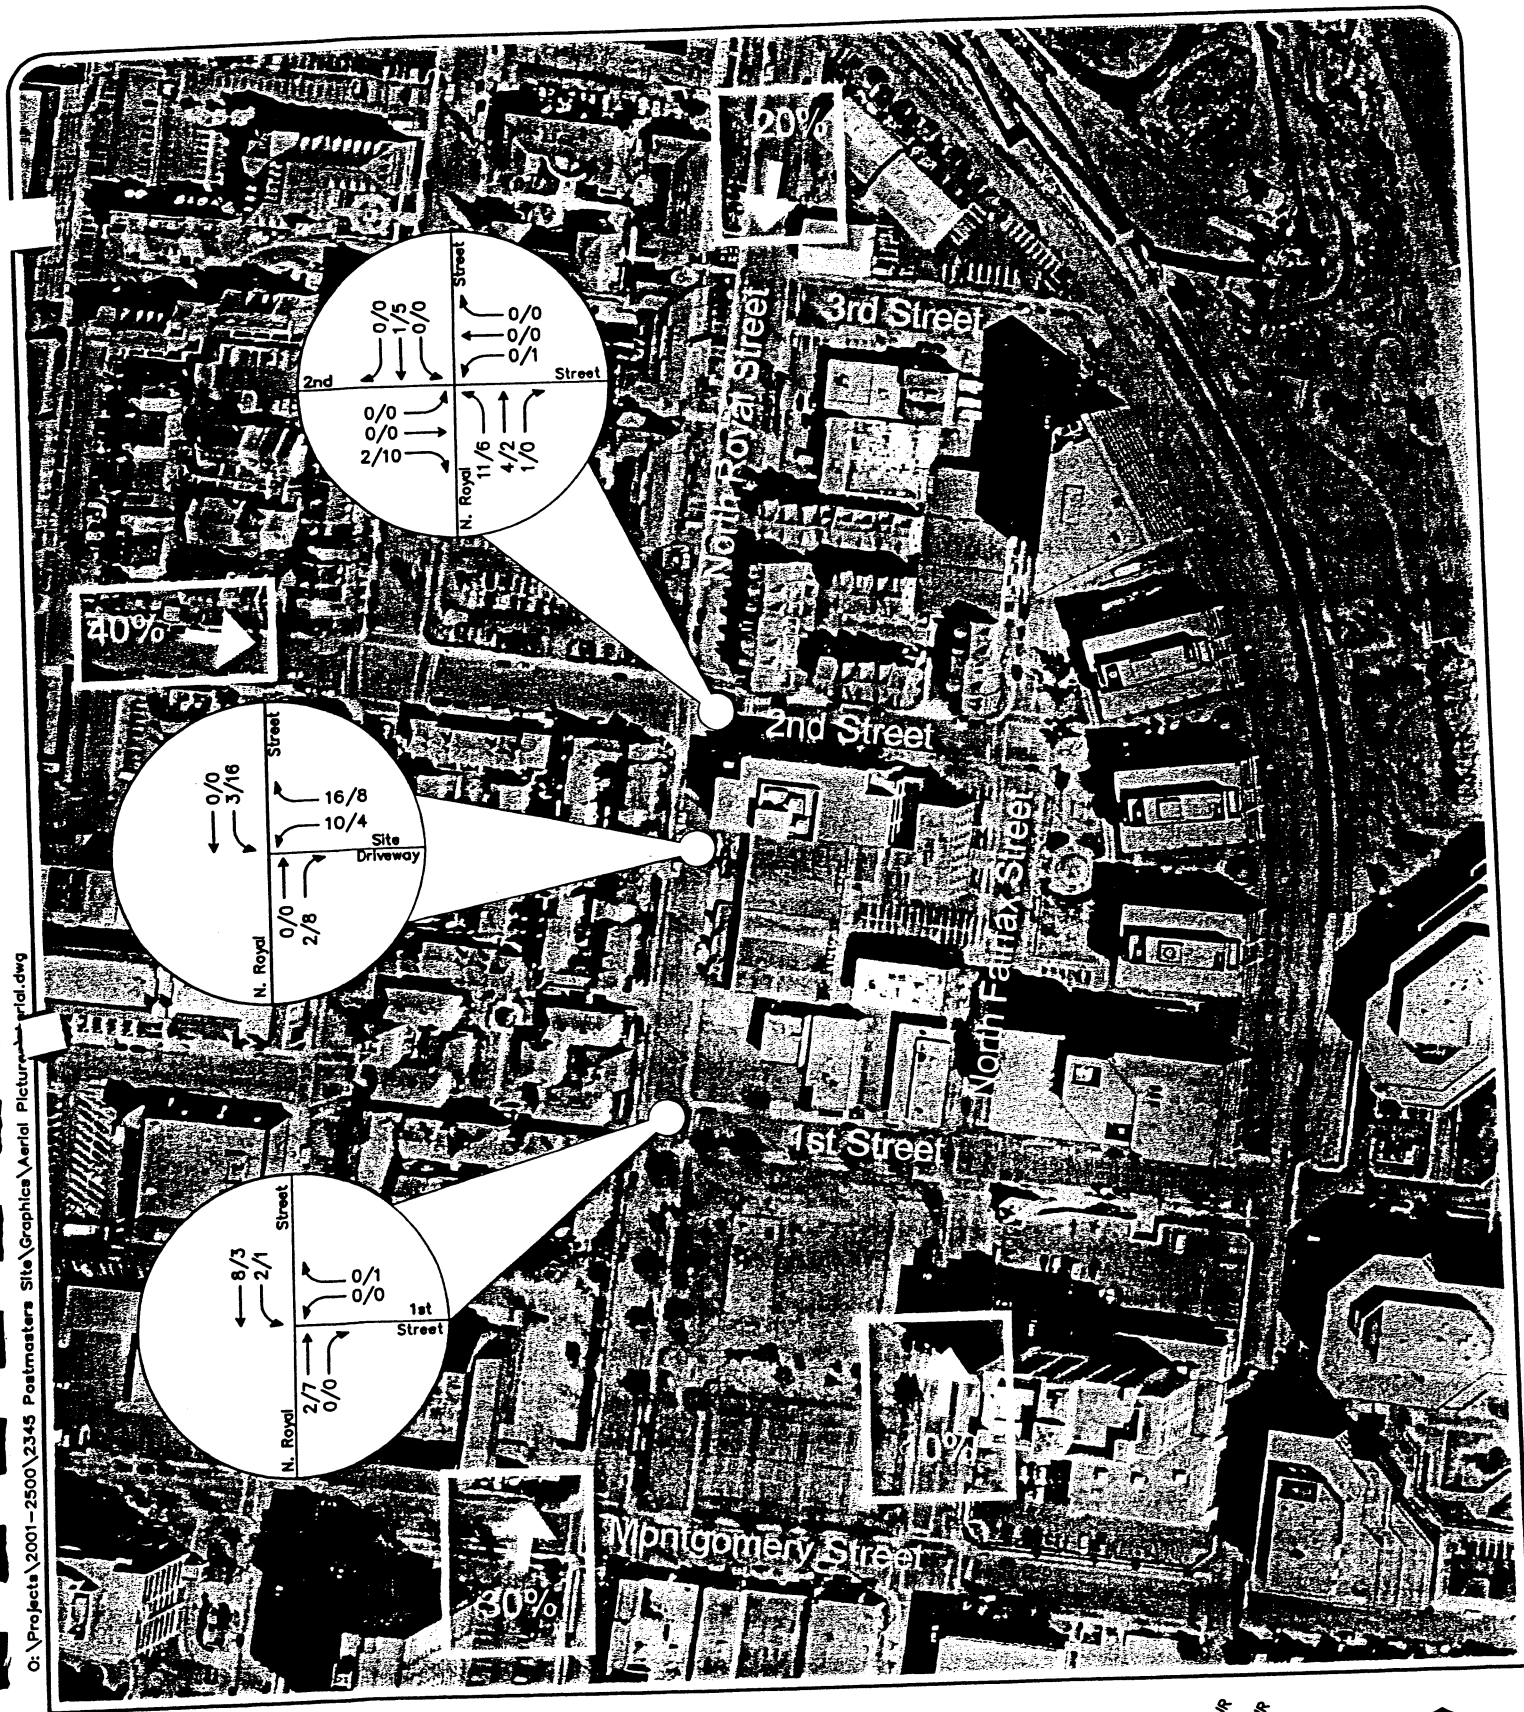 O: \Projects\2001-2500\2345 Postmasters Site\Graphics\Aerial Picture
erial.dwg
20%
3rd Street
North Royal Street
Street
0/0
1/5
0/0
0/0
0/0
0/1
2nd
Street
0/0
0/0
2/10
N. Royal
11/6
4/2
1/0
40%
2nd Street
Street
0/0
3/16
16/8
10/4
Site
Driveway
0/0
2/8
N. Royal
North Fairfax Street
1st Street
Street
8/3
2/1
0/1
0/0
1st
Street
2/7
0/0
N. Royal
10%
30%
Montgomery Street